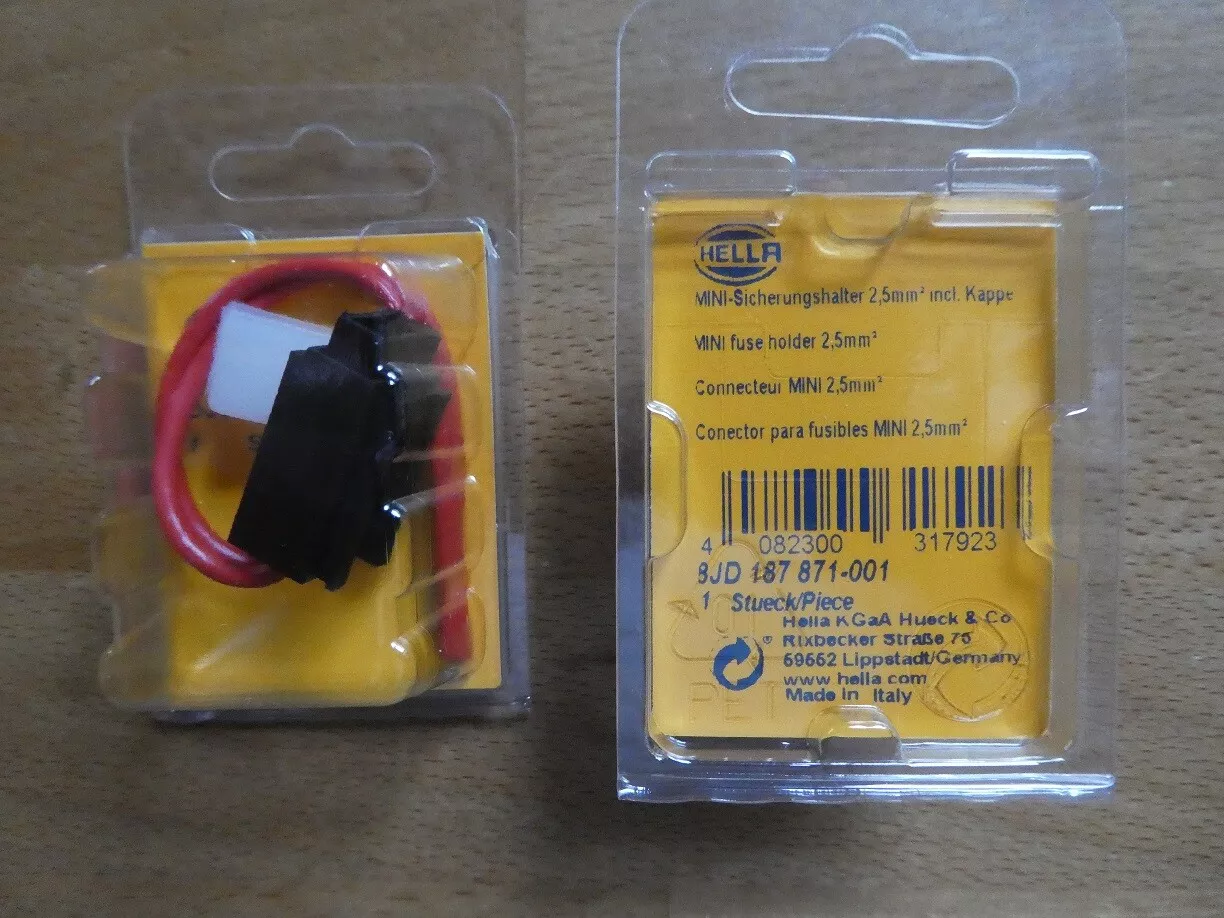 HELLA
MINI-Sicherungshalter 2,5mm² incl. Kappe
MINI fuse holder 2,5mm²
Connecteur MINI 2,5mm²
Conector para fusibles MINI 2,5mm²
4 082300 317923
8JD 187 871-001
1 Stueck/Piece
Hella KGaA Hueck & Co
Rixbecker Straße 75
59552 Lippstadt/Germany
www hella com
Made in Italy
PET